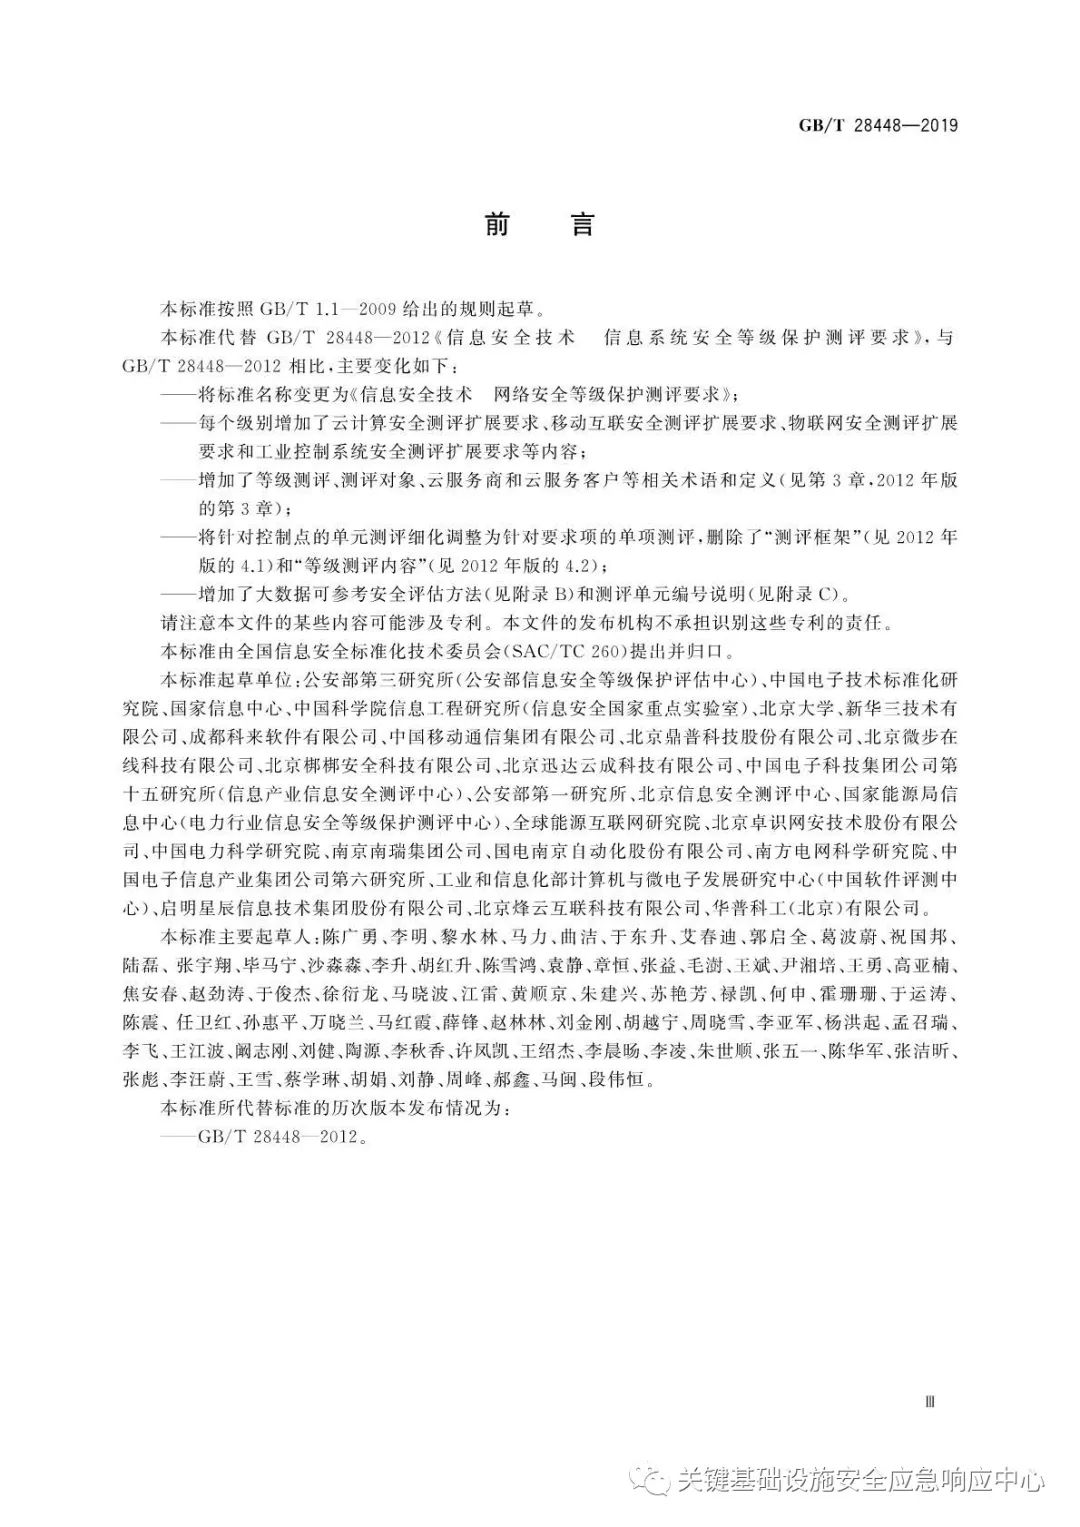 GB/T 28448—2019
前 言
本标准按照 GB/T 1.1—2009 给出的规则起草。
本标准代替 GB/T 28448—2012《信息安全技术 信息系统安全等级保护测评要求》,与
GB/T 28448—2012 相比,主要变化如下:
——将标准名称变更为《信息安全技术 网络安全等级保护测评要求》;
——每个级别增加了云计算安全测评扩展要求、移动互联安全测评扩展要求、物联网安全测评扩展
要求和工业控制系统安全测评扩展要求等内容;
——增加了等级测评、测评对象、云服务商和云服务客户等相关术语和定义(见第 3 章,2012 年版
的第 3 章);
——将针对控制点的单元测评细化调整为针对要求项的单项测评,删除了“测评框架”(见 2012 年
版的 4.1)和“等级测评内容”(见 2012 年版的 4.2);
——增加了大数据可参考安全评估方法(见附录 B)和测评单元编号说明(见附录 C)。
请注意本文件的某些内容可能涉及专利。本文件的发布机构不承担识别这些专利的责任。
本标准由全国信息安全标准化技术委员会(SAC/TC 260)提出并归口。
本标准起草单位:公安部第三研究所(公安部信息安全等级保护评估中心)、中国电子技术标准化研
究院、国家信息中心、中国科学院信息工程研究所(信息安全国家重点实验室)、北京大学、新华三技术有
限公司、成都科来软件有限公司、中国移动通信集团有限公司、北京鼎普科技股份有限公司、北京微步在
线科技有限公司、北京梆梆安全科技有限公司、北京迅达云成科技有限公司、中国电子科技集团公司第
十五研究所(信息产业信息安全测评中心)、公安部第一研究所、北京信息安全测评中心、国家能源局信
息中心(电力行业信息安全等级保护测评中心)、全球能源互联网研究院、北京卓识网安技术股份有限公
司、中国电力科学研究院、南京南瑞集团公司、国电南京自动化股份有限公司、南方电网科学研究院、中
国电子信息产业集团公司第六研究所、工业和信息化部计算机与微电子发展研究中心(中国软件评测中
心)、启明星辰信息技术集团股份有限公司、北京烽云互联科技有限公司、华普科工(北京)有限公司。
本标准主要起草人:陈广勇、李明、黎水林、马力、曲洁、于东升、艾春迪、郭启全、葛波蔚、祝国邦、
陆磊、张宇翔、毕马宁、沙淼淼、李升、胡红升、陈雪鸿、袁静、章恒、张益、毛澍、王斌、尹湘培、王勇、高亚楠、
焦安春、赵劲涛、于俊杰、徐衍龙、马晓波、江雷、黄顺京、朱建兴、苏艳芳、禄凯、何申、霍珊珊、于运涛、
陈震、任卫红、孙惠平、万晓兰、马红霞、薛锋、赵林林、刘金刚、胡越宁、周晓雪、李亚军、杨洪起、孟召瑞、
李飞、王江波、阚志刚、刘健、陶源、李秋香、许凤凯、王绍杰、李晨旸、李凌、朱世顺、张五一、陈华军、张洁昕、
张彪、李汪蔚、王雪、蔡学琳、胡娟、刘静、周峰、郝鑫、马闽、段伟恒。
本标准所代替标准的历次版本发布情况为:
——GB/T 28448—2012。
Ⅲ
关键基础设施安全应急响应中心